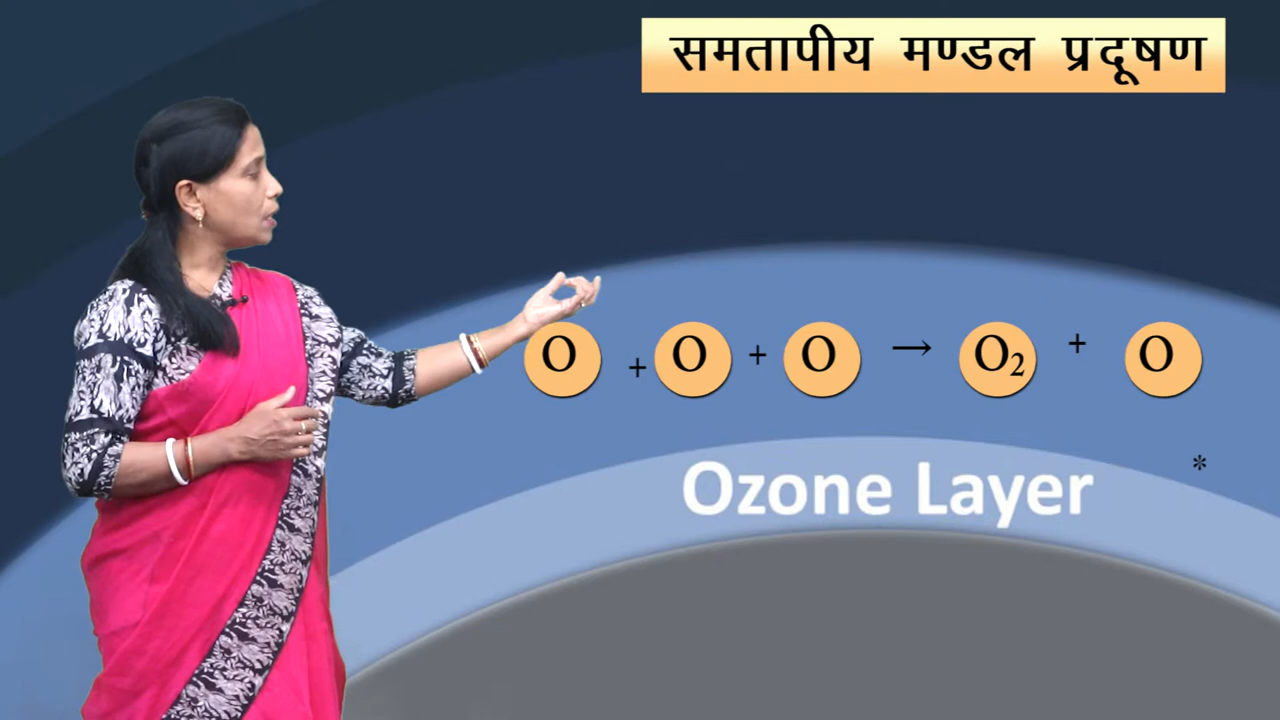 समतापीय मण्डल प्रदूषण
O + O + O → O₂ + O
Ozone Layer
*